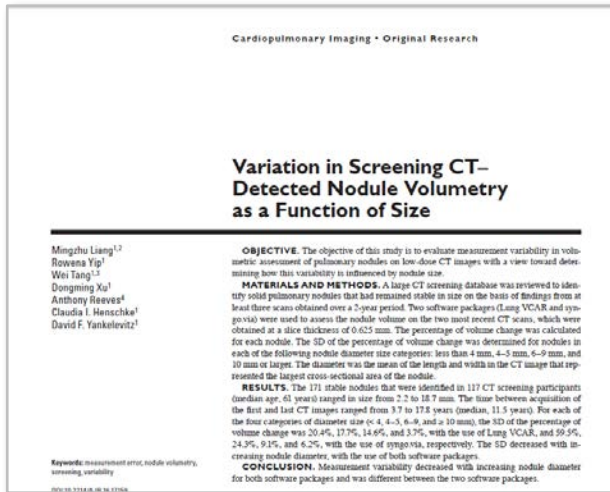 Cardiopulmonary Imaging • Original Research
Variation in Screening CT–
Detected Nodule Volumetry
as a Function of Size
Mingzhu Liang1,2
Rowena Yip1
Wei Tang1,3
Dongming Xu1
Anthony Reeves4
Claudia I. Henschke1
David F. Yankelevitz1
OBJECTIVE. The objective of this study is to evaluate measurement variability in volu-
metric assessment of pulmonary nodules on low-dose CT images with a view toward deter-
mining how this variability is influenced by nodule size.
MATERIALS AND METHODS. A large CT screening database was reviewed to iden-
tify solid pulmonary nodules that had remained stable in size on the basis of findings from at
least three scans obtained over a 2-year period. Two software packages (Lung VCAR and syn-
go.via) were used to assess the nodule volume on the two most recent CT scans, which were
obtained at a slice thickness of 0.625 mm. The percentage of volume change was calculated
for each nodule. The SD of the percentage of volume change was determined for nodules in
each of the following nodule diameter size categories: less than 4 mm, 4–5 mm, 6–9 mm, and
10 mm or larger. The diameter was the mean of the length and width in the CT image that rep-
resented the largest cross-sectional area of the nodule.
RESULTS. The 171 stable nodules that were identified in 117 CT screening participants
(median age, 61 years) ranged in size from 2.2 to 18.7 mm. The time between acquisition of
the first and last CT images ranged from 3.7 to 17.8 years (median, 11.5 years). For each of
the four categories of diameter size (< 4, 4–5, 6–9, and ≥ 10 mm), the SD of the percentage of
volume change was 20.4%, 17.7%, 14.6%, and 3.7%, with the use of Lung VCAR, and 59.5%,
24.3%, 9.1%, and 6.2%, with the use of syngo.via, respectively. The SD decreased with in-
creasing nodule diameter, with the use of both software packages.
CONCLUSION. Measurement variability decreased with increasing nodule diameter
for both software packages and was different between the two software packages.
Keywords: measurement error, nodule volumetry,
screening, variability